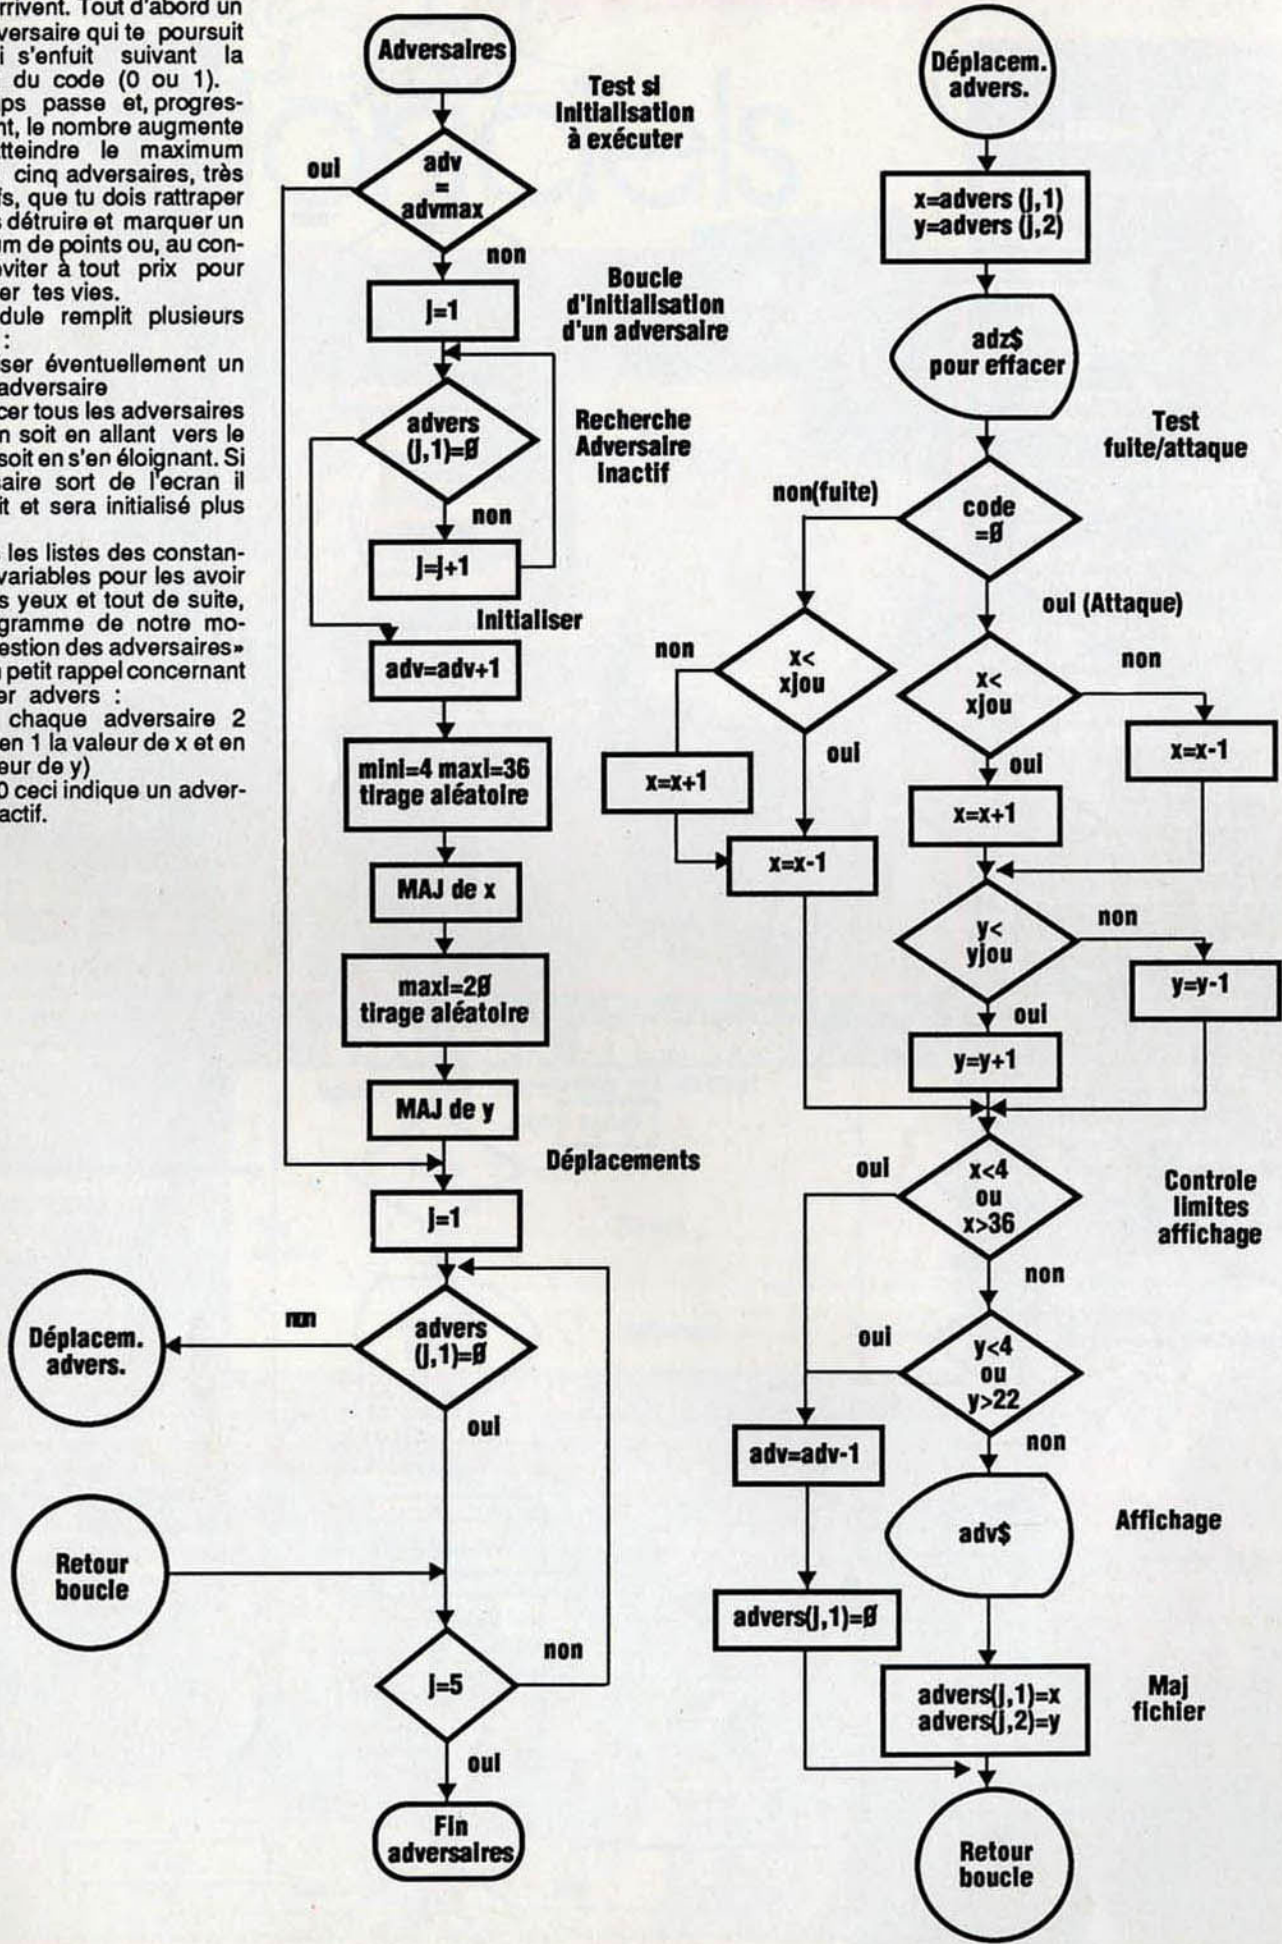 rrivent. Tout d'abord un
versaire qui te poursuit
i s'enfuit suivant la
du code (0 ou 1).
ps passe et, progres-
nt, le nombre augmente
tteindre le maximum
cinq adversaires, très
fs, que tu dois rattraper
s détruire et marquer un
um de points ou, au con-
éviter à tout prix pour
er tes vies.
dule remplit plusieurs
:
ser éventuellement un
adversaire
cer tous les adversaires
n soit en allant vers le
soit en s'en éloignant. Si
saire sort de l'ecran il
it et sera initialisé plus
les listes des constan-
variables pour les avoir
s yeux et tout de suite,
gramme de notre mo-
estion des adversaires»
petit rappel concernant
er advers :
chaque adversaire 2
en 1 la valeur de x et en
eur de y)
0 ceci indique un adver-
actif.
Adversaires
Test si
Initialisation
à exécuter
oui
adv
=
advmax
non
j=1
Boucle
d'Initialisation
d'un adversaire
advers
(j,1)=Ø
Recherche
Adversaire
Inactif
non
j=j+1
Initialiser
adv=adv+1
mini=4 maxi=36
tirage aléatoire
MAJ de x
maxi=2Ø
tirage aléatoire
MAJ de y
Déplacements
j=1
Déplacem.
advers.
non
advers
(j,1)=Ø
oui
Retour
boucle
j=5
non
oui
Fin
adversaires
Déplacem.
advers.
x=advers (j,1)
y=advers (j,2)
adz$
pour effacer
Test
fuite/attaque
non(fuite)
code
=Ø
oui (Attaque)
non
x<
xjou
oui
x=x+1
x=x-1
x<
xjou
non
x=x-1
oui
x=x+1
y<
yjou
non
y=y-1
oui
y=y+1
oui
x<4
ou
x>36
Controle
limites
affichage
non
oui
y<4
ou
y>22
non
adv=adv-1
adv$
Affichage
advers(j,1)=Ø
advers(j,1)=x
advers(j,2)=y
Maj
fichier
Retour
boucle